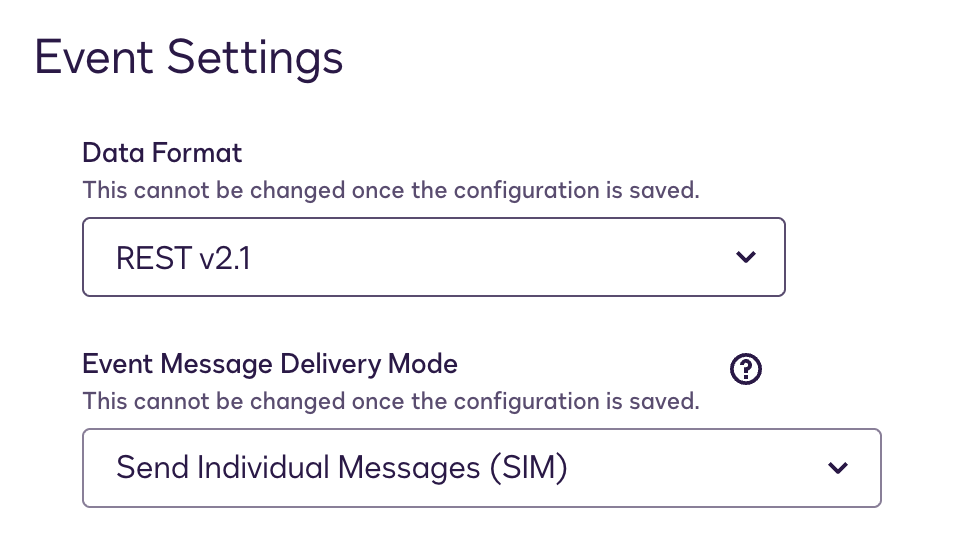 Event Settings
Data Format
This cannot be changed once the configuration is saved.
REST v2.1
Event Message Delivery Mode
?
This cannot be changed once the configuration is saved.
Send Individual Messages (SIM)